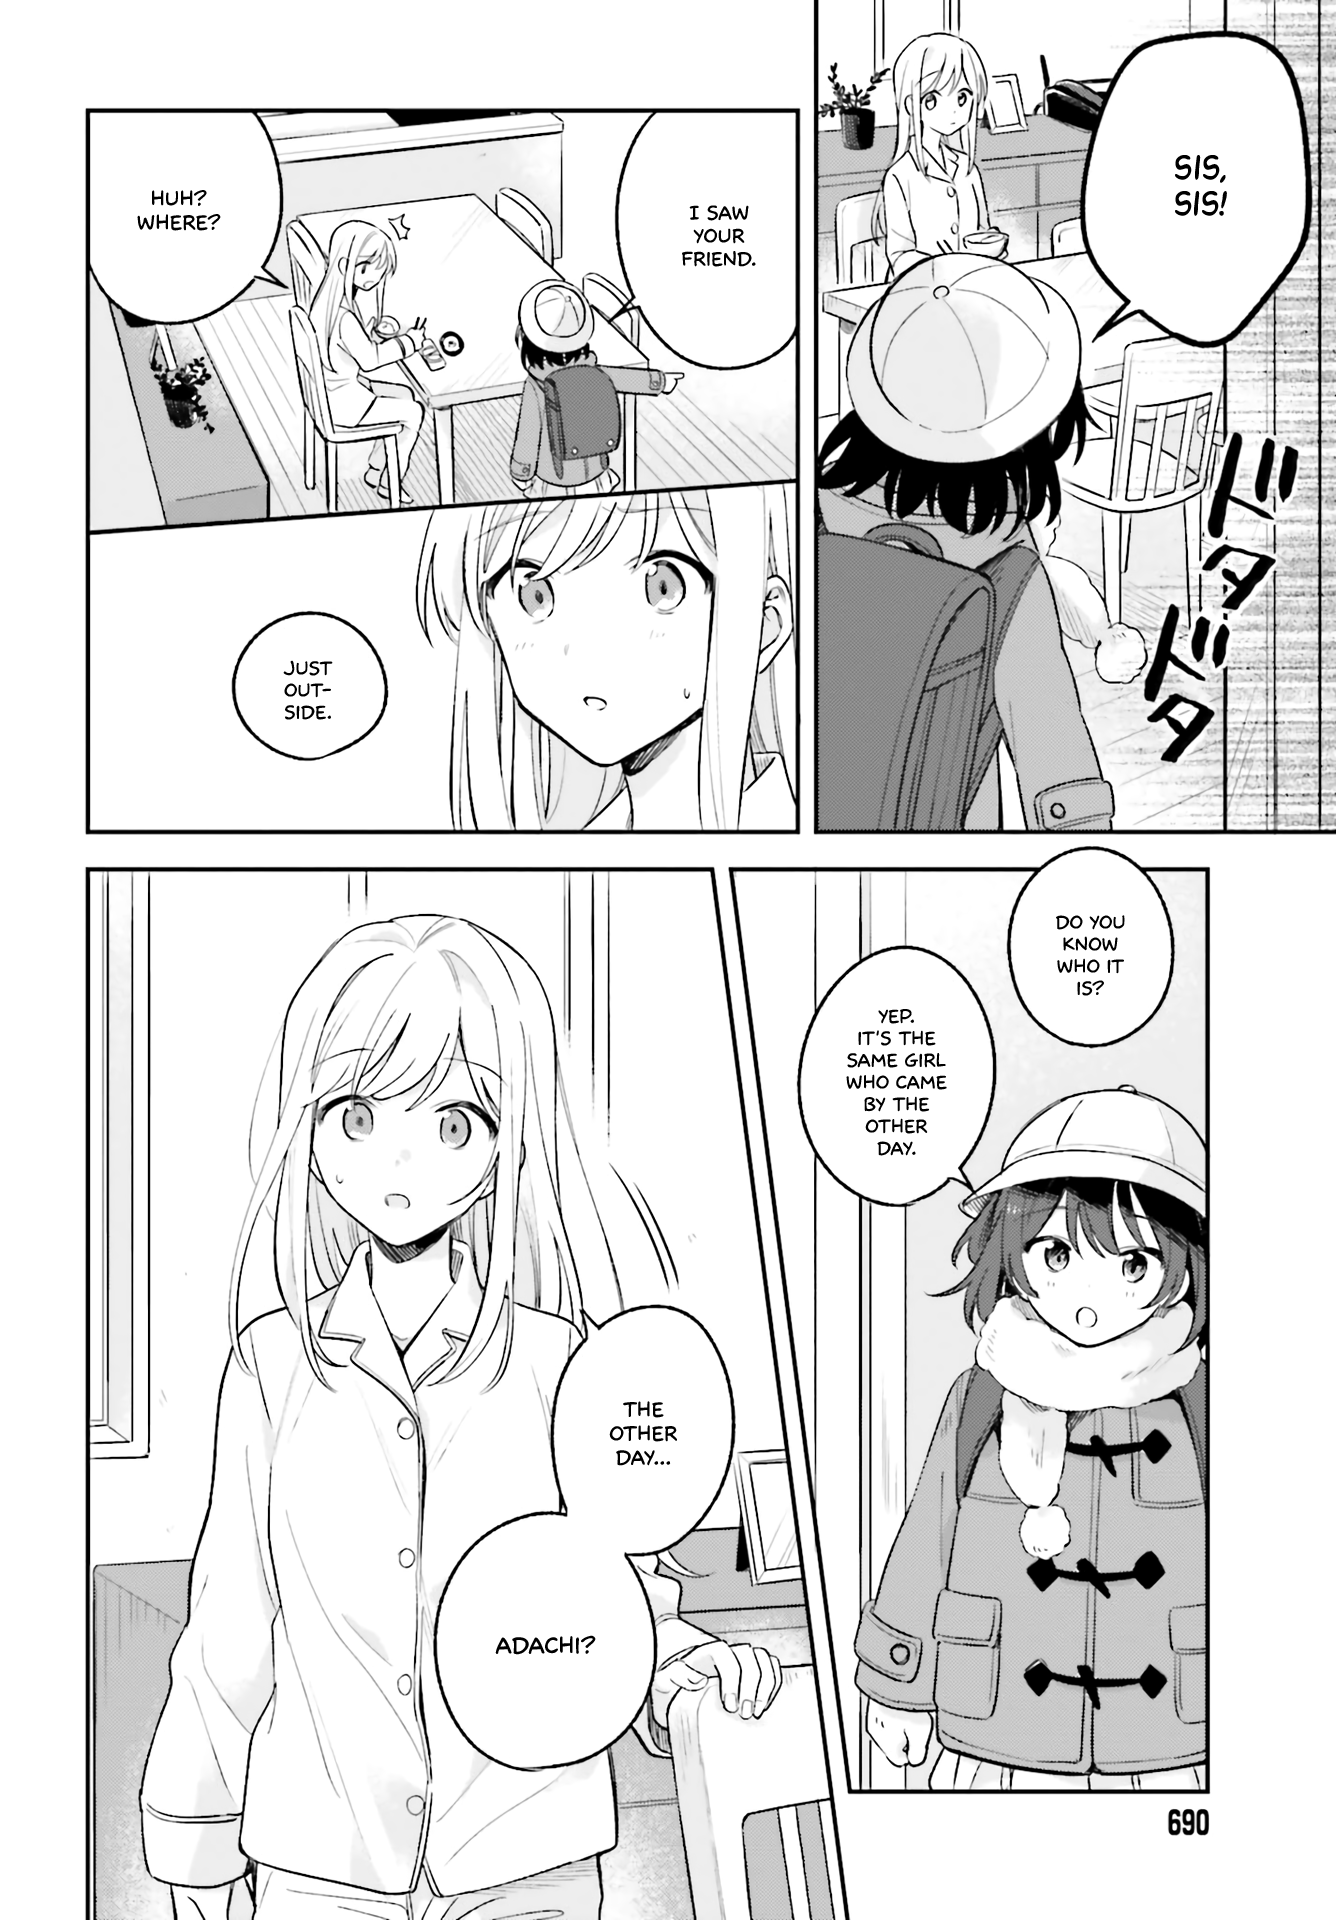 SIS,
SIS!
ドタ
ドタ
I SAW
YOUR
FRIEND.
HUH?
WHERE?
JUST
OUT-
SIDE.
DO YOU
KNOW
WHO IT
IS?
YEP.
IT'S THE
SAME GIRL
WHO CAME
BY THE
OTHER
DAY.
THE
OTHER
DAY...
ADACHI?
690